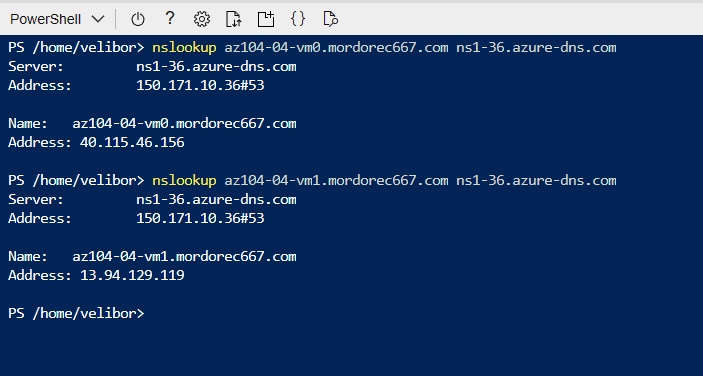 PowerShell
PS /home/velibor> nslookup az104-04-vm0.mordorec667.com ns1-36.azure-dns.com
Server:         ns1-36.azure-dns.com
Address:        150.171.10.36#53
Name:   az104-04-vm0.mordorec667.com
Address: 40.115.46.156
PS /home/velibor> nslookup az104-04-vm1.mordorec667.com ns1-36.azure-dns.com
Server:         ns1-36.azure-dns.com
Address:        150.171.10.36#53
Name:   az104-04-vm1.mordorec667.com
Address: 13.94.129.119
PS /home/velibor>